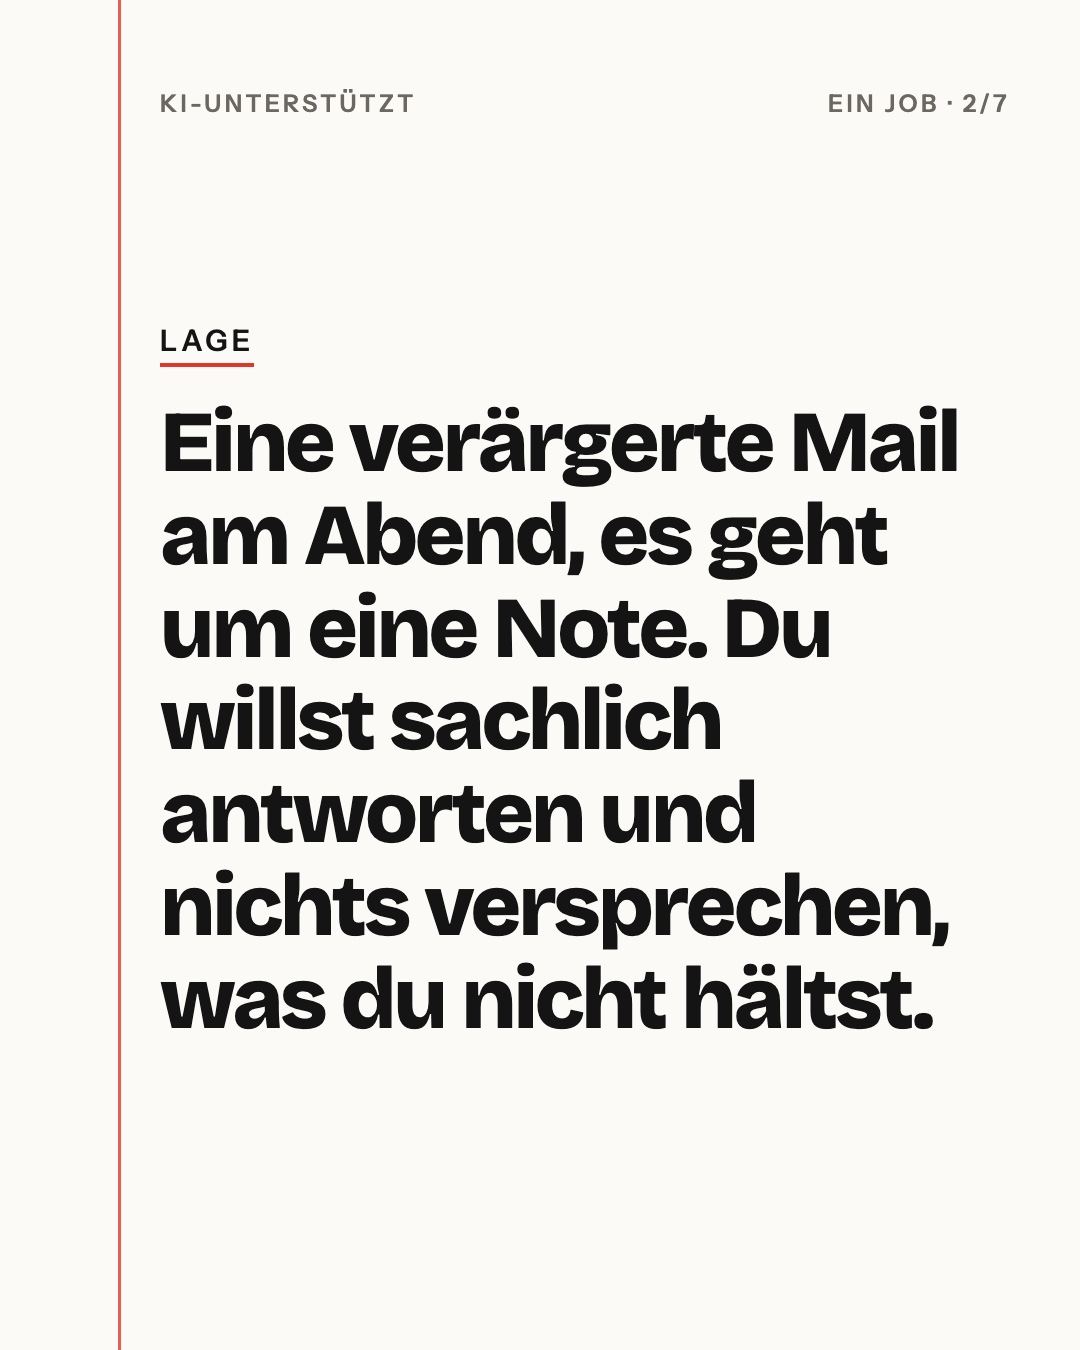 KI-UNTERSTÜTZT
EIN JOB · 2/7
LAGE
Eine verärgerte Mail
am Abend, es geht
um eine Note. Du
willst sachlich
antworten und
nichts versprechen,
was du nicht hältst.